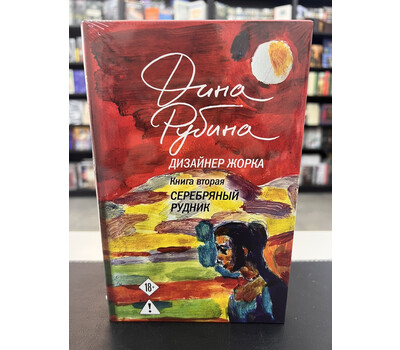 Дина
Рубина
ДИЗАЙНЕР ЖОРКА
Книга вторая
СЕРЕБРЯНЫЙ
РУДНИК
18+
!